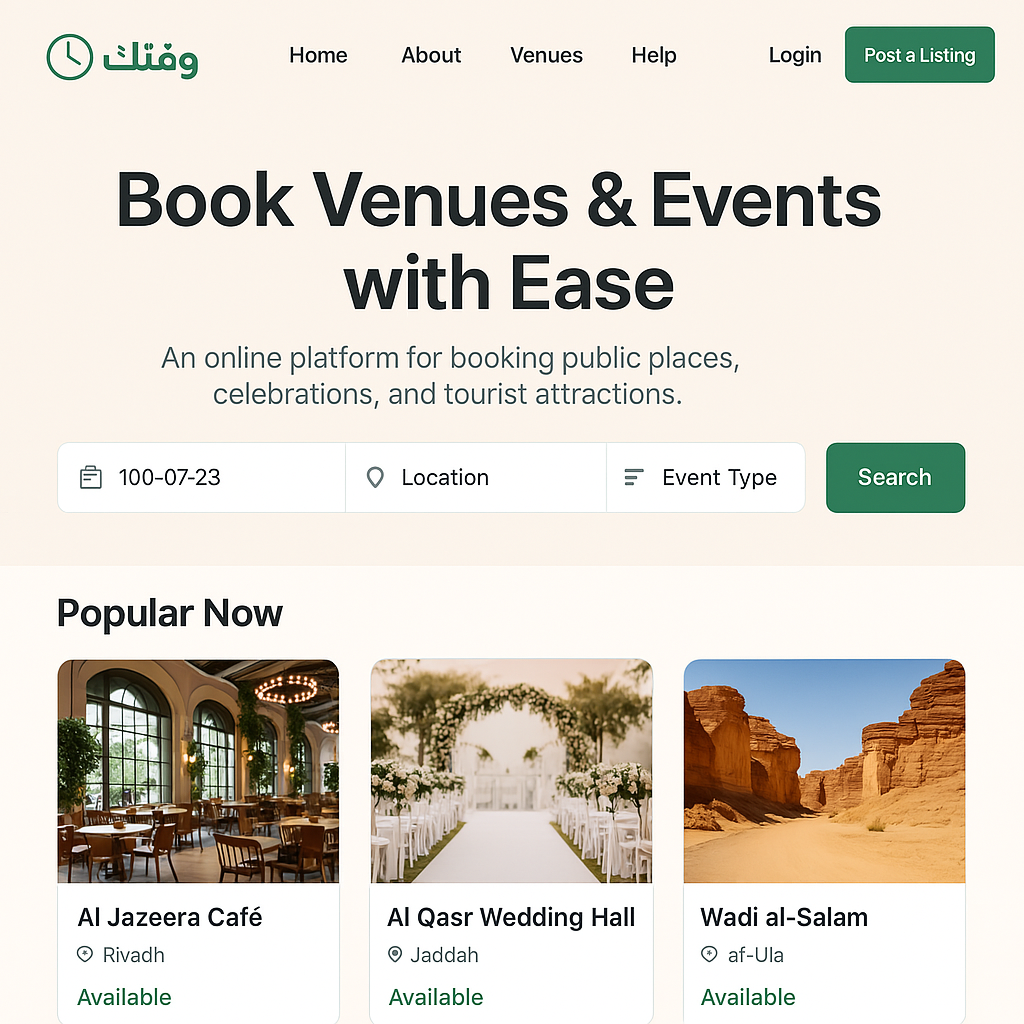 وقتك
Home About Venues Help Login Post a Listing
Book Venues & Events
with Ease
An online platform for booking public places,
celebrations, and tourist attractions.
100-07-23 Location Event Type Search
Popular Now
Al Jazeera Café Al Qasr Wedding Hall Wadi al-Salam
Rivadh Jaddah af-Ula
Available Available Available